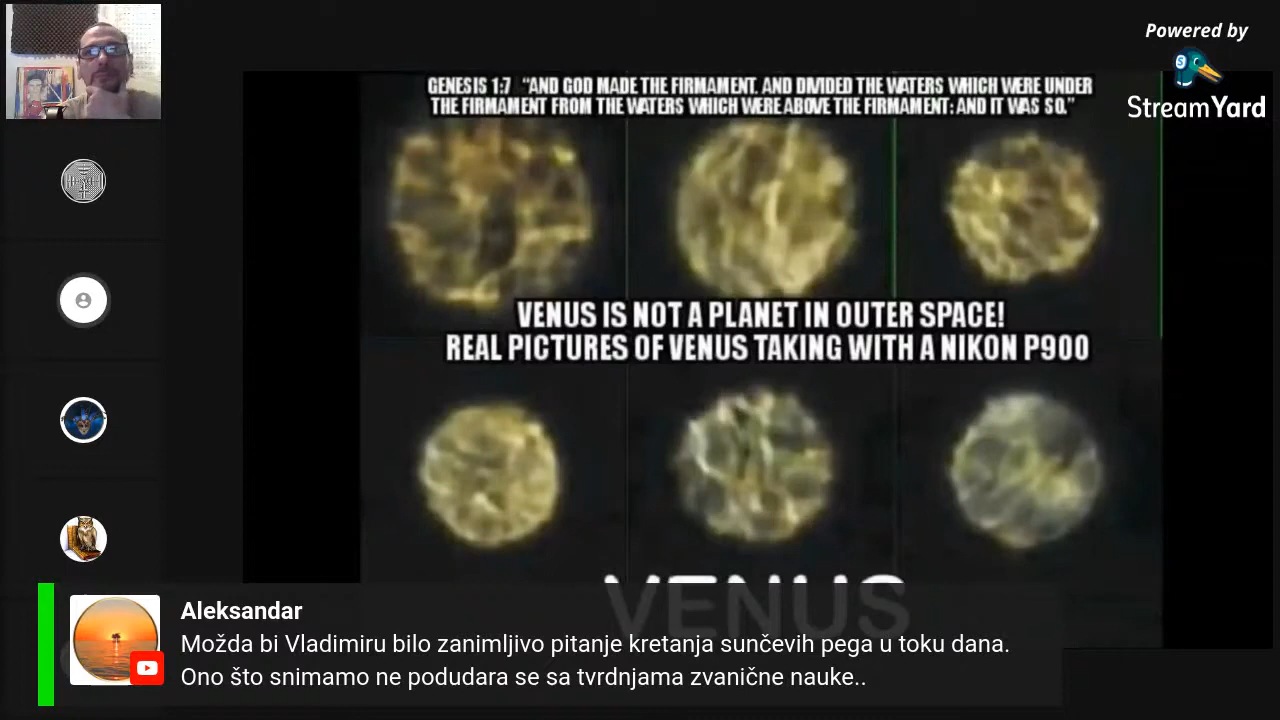 Powered by
StreamYard
GENESIS 1:7 "AND GOD MADE THE FIRMAMENT, AND DIVIDED THE WATERS WHICH WERE UNDER
THE FIRMAMENT FROM THE WATERS WHICH WERE ABOVE THE FIRMAMENT: AND IT WAS SO."
VENUS IS NOT A PLANET IN OUTER SPACE!
REAL PICTURES OF VENUS TAKING WITH A NIKON P900
VENUS
Aleksandar
Možda bi Vladimiru bilo zanimljivo pitanje kretanja sunčevih pega u toku dana.
Ono što snimamo ne podudara se sa tvrdnjama zvanične nauke..